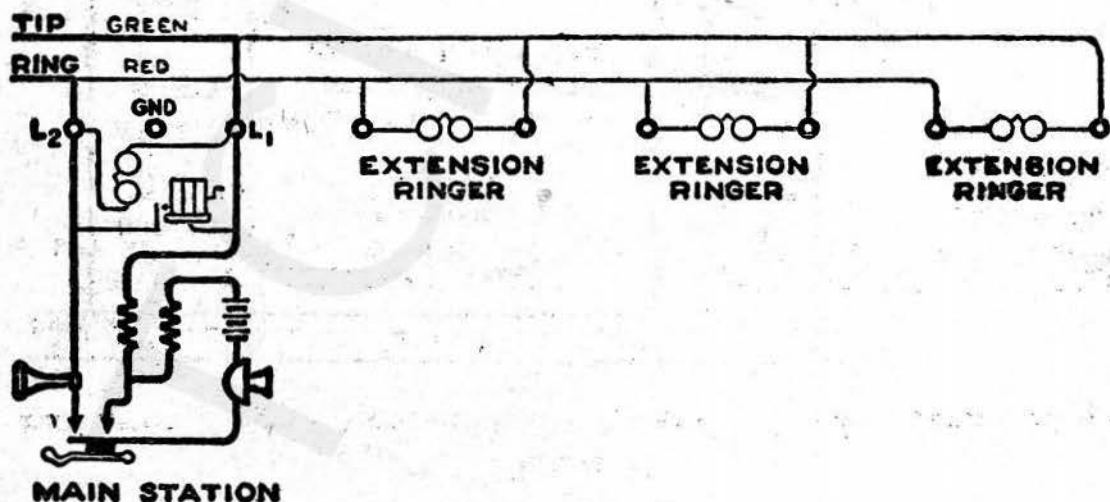 TIP GREEN
RING RED
GND
L2 L1
EXTENSION RINGER
EXTENSION RINGER
EXTENSION RINGER
MAIN STATION